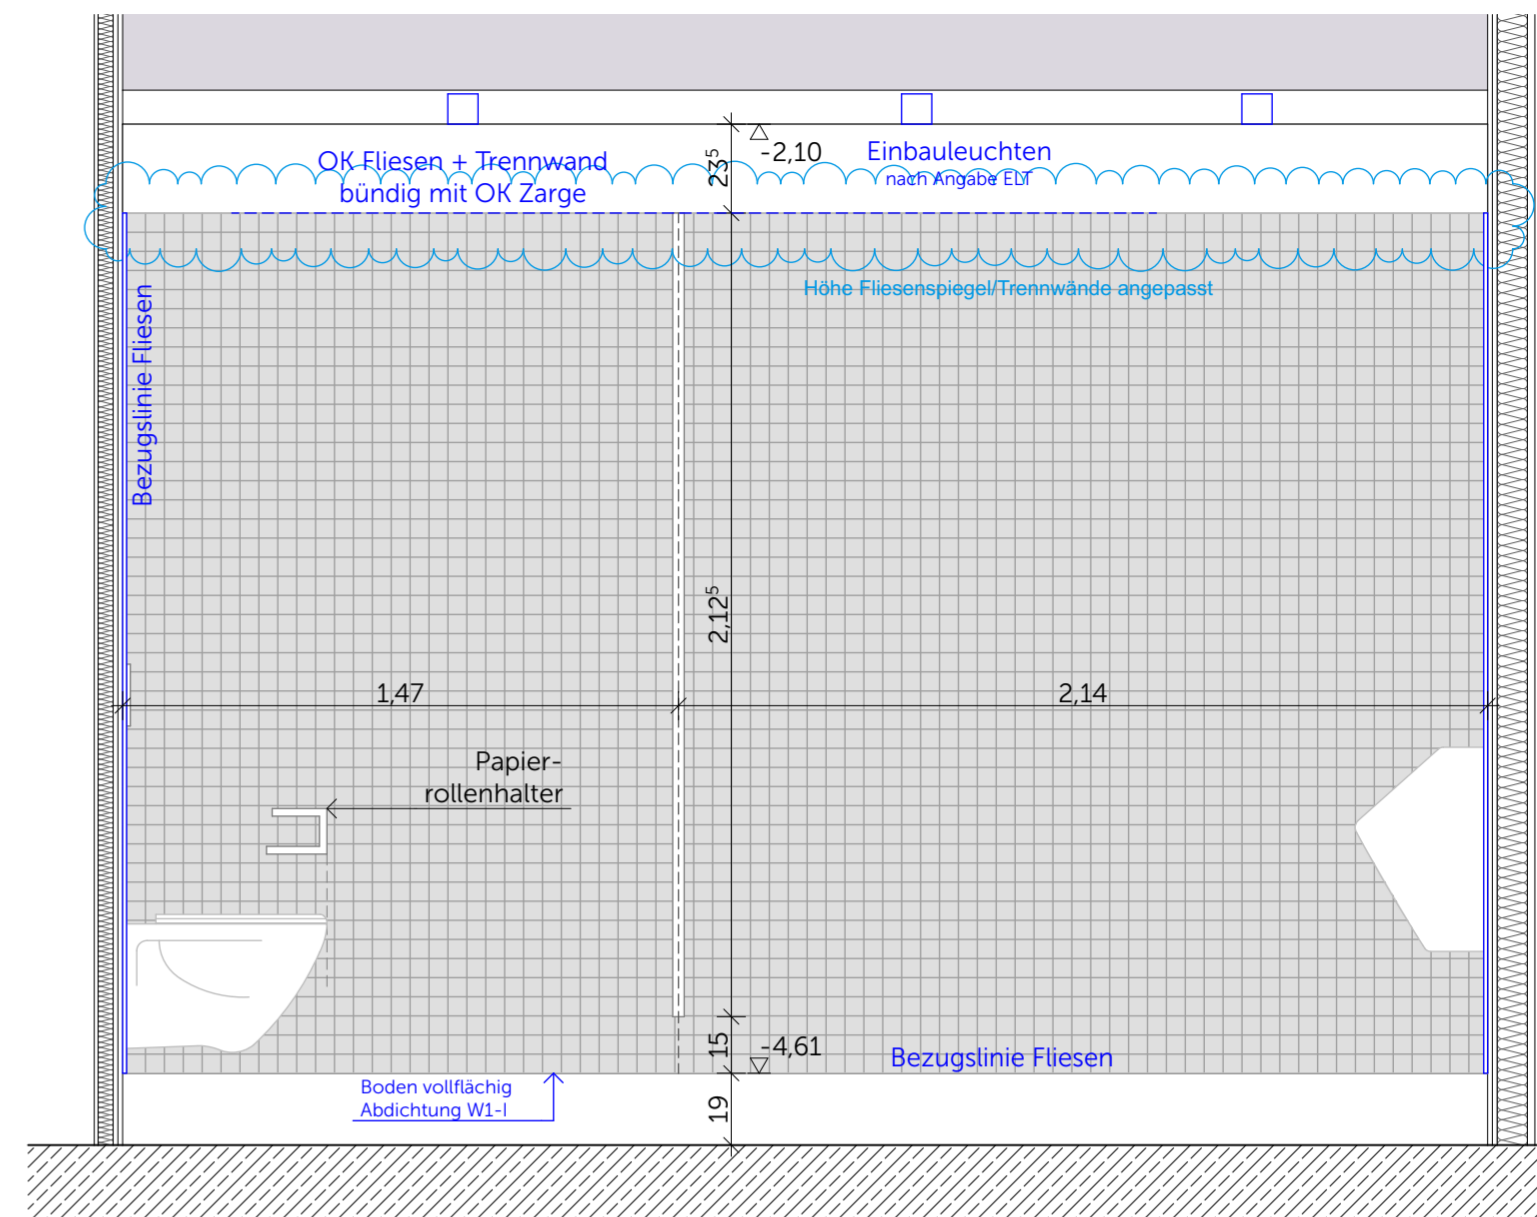 -2,10
23⁵
OK Fliesen + Trennwand
bündig mit OK Zarge
Einbauleuchten
nach Angabe ELT
Höhe Fliesenspiegel/Trennwände angepasst
Bezugslinie Fliesen
2,12⁵
1,47
2,14
Papier-
rollenhalter
15
-4,61
Bezugslinie Fliesen
Boden vollflächig
Abdichtung W1-I
19